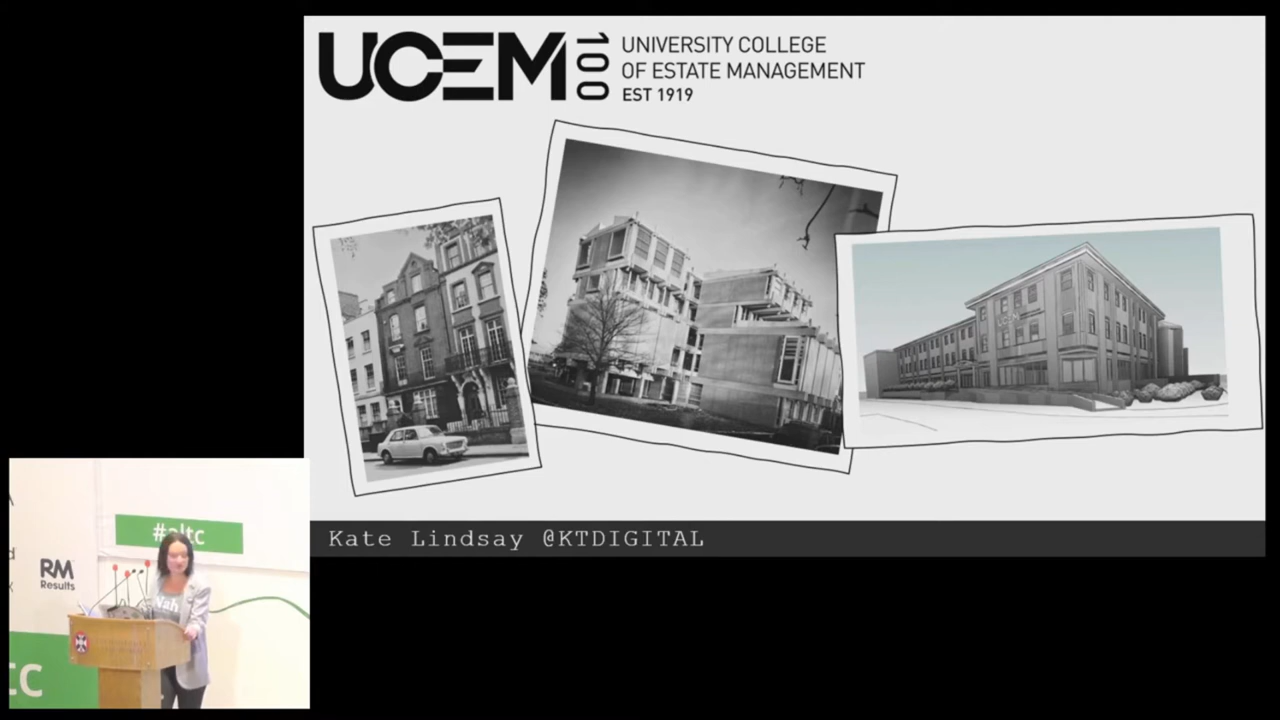 UCEM
100
UNIVERSITY COLLEGE
OF ESTATE MANAGEMENT
EST 1919
Kate Lindsay @KTDIGITAL
#altc
RM
Results